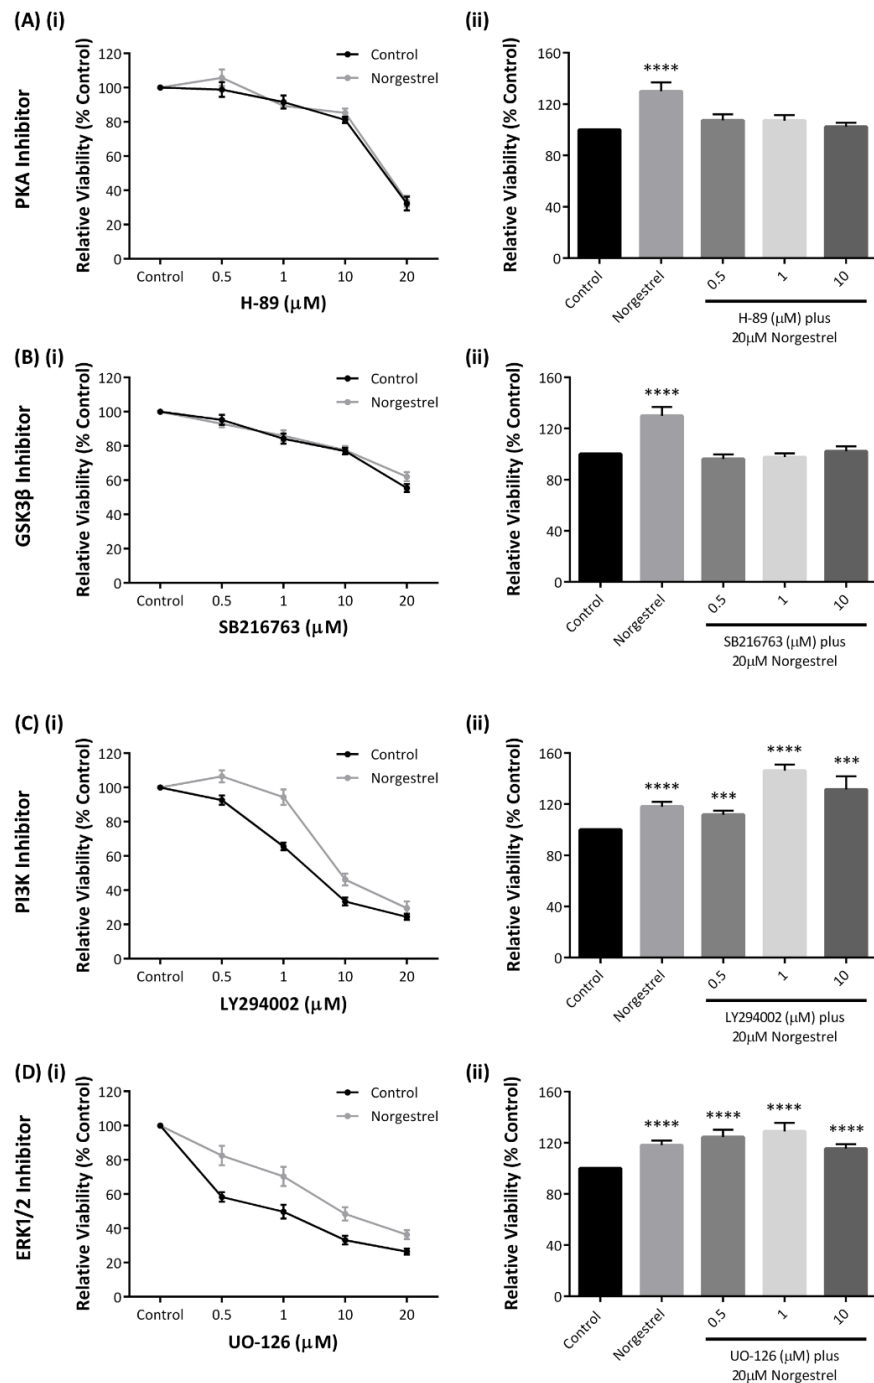 (A) (i)
PKA Inhibitor
Relative Viability (% Control)
120
100
80
60
40
20
0
Control
Norgestrel
Control 0.5 1 10 20
H-89 (μM)
(ii)
Relative Viability (% Control)
160
120
80
40
0
****
Control
Norgestrel
0.5
1
10
H-89 (μM) plus
20μM Norgestrel
(B) (i)
GSK3β Inhibitor
Relative Viability (% Control)
120
100
80
60
40
20
0
Control
Norgestrel
Control 0.5 1 10 20
SB216763 (μM)
(ii)
Relative Viability (% Control)
160
120
80
40
0
****
Control
Norgestrel
0.5
1
10
SB216763 (μM) plus
20μM Norgestrel
(C) (i)
PI3K Inhibitor
Relative Viability (% Control)
120
100
80
60
40
20
0
Control
Norgestrel
Control 0.5 1 10 20
LY294002 (μM)
(ii)
Relative Viability (% Control)
160
120
80
40
0
**** *** **** ***
Control
Norgestrel
0.5
1
10
LY294002 (μM) plus
20μM Norgestrel
(D) (i)
ERK1/2 Inhibitor
Relative Viability (% Control)
120
100
80
60
40
20
0
Control
Norgestrel
Control 0.5 1 10 20
UO-126 (μM)
(ii)
Relative Viability (% Control)
160
120
80
40
0
**** **** **** ****
Control
Norgestrel
0.5
1
10
UO-126 (μM) plus
20μM Norgestrel